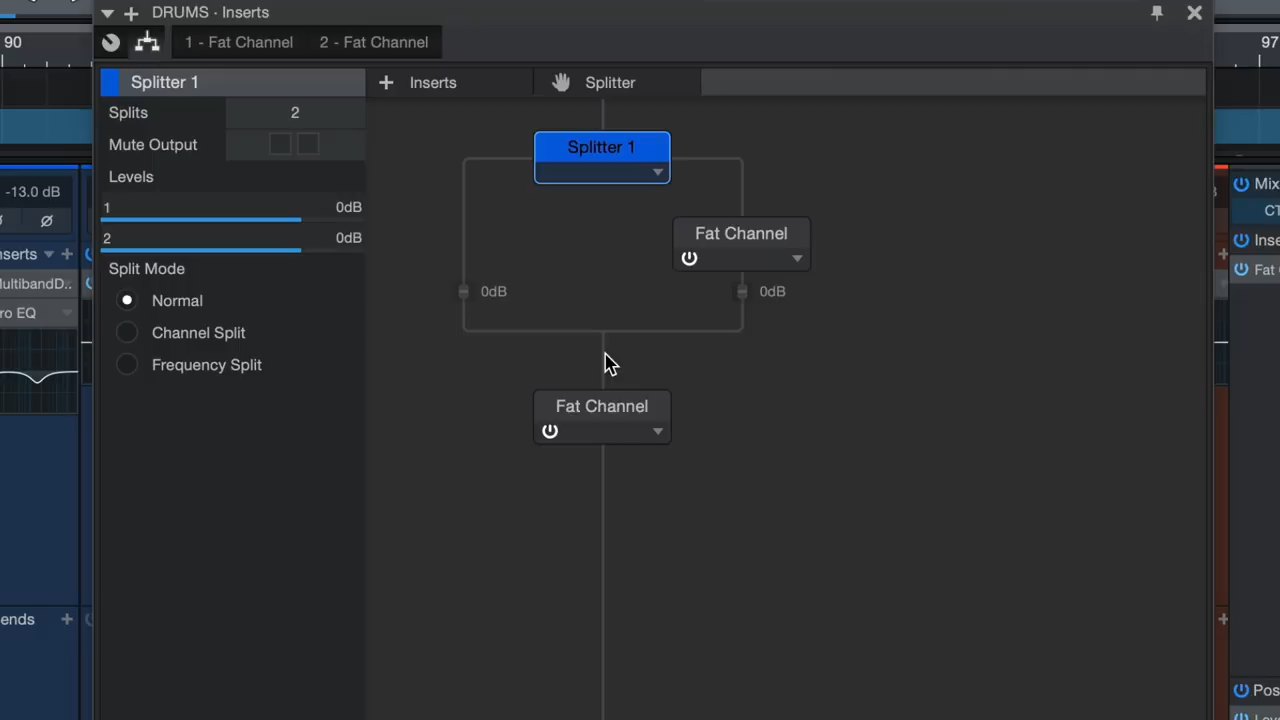 DRUMS · Inserts
90
97
1 - Fat Channel
2 - Fat Channel
Splitter 1
Inserts
Splitter
Splits
2
Mute Output
Levels
1
0dB
2
0dB
Split Mode
Normal
Channel Split
Frequency Split
Splitter 1
Fat Channel
0dB
0dB
Fat Channel
-13.0 dB
nserts
ultibandD..
ro EQ
ends
Mix
CT
Inse
Fat
Pos